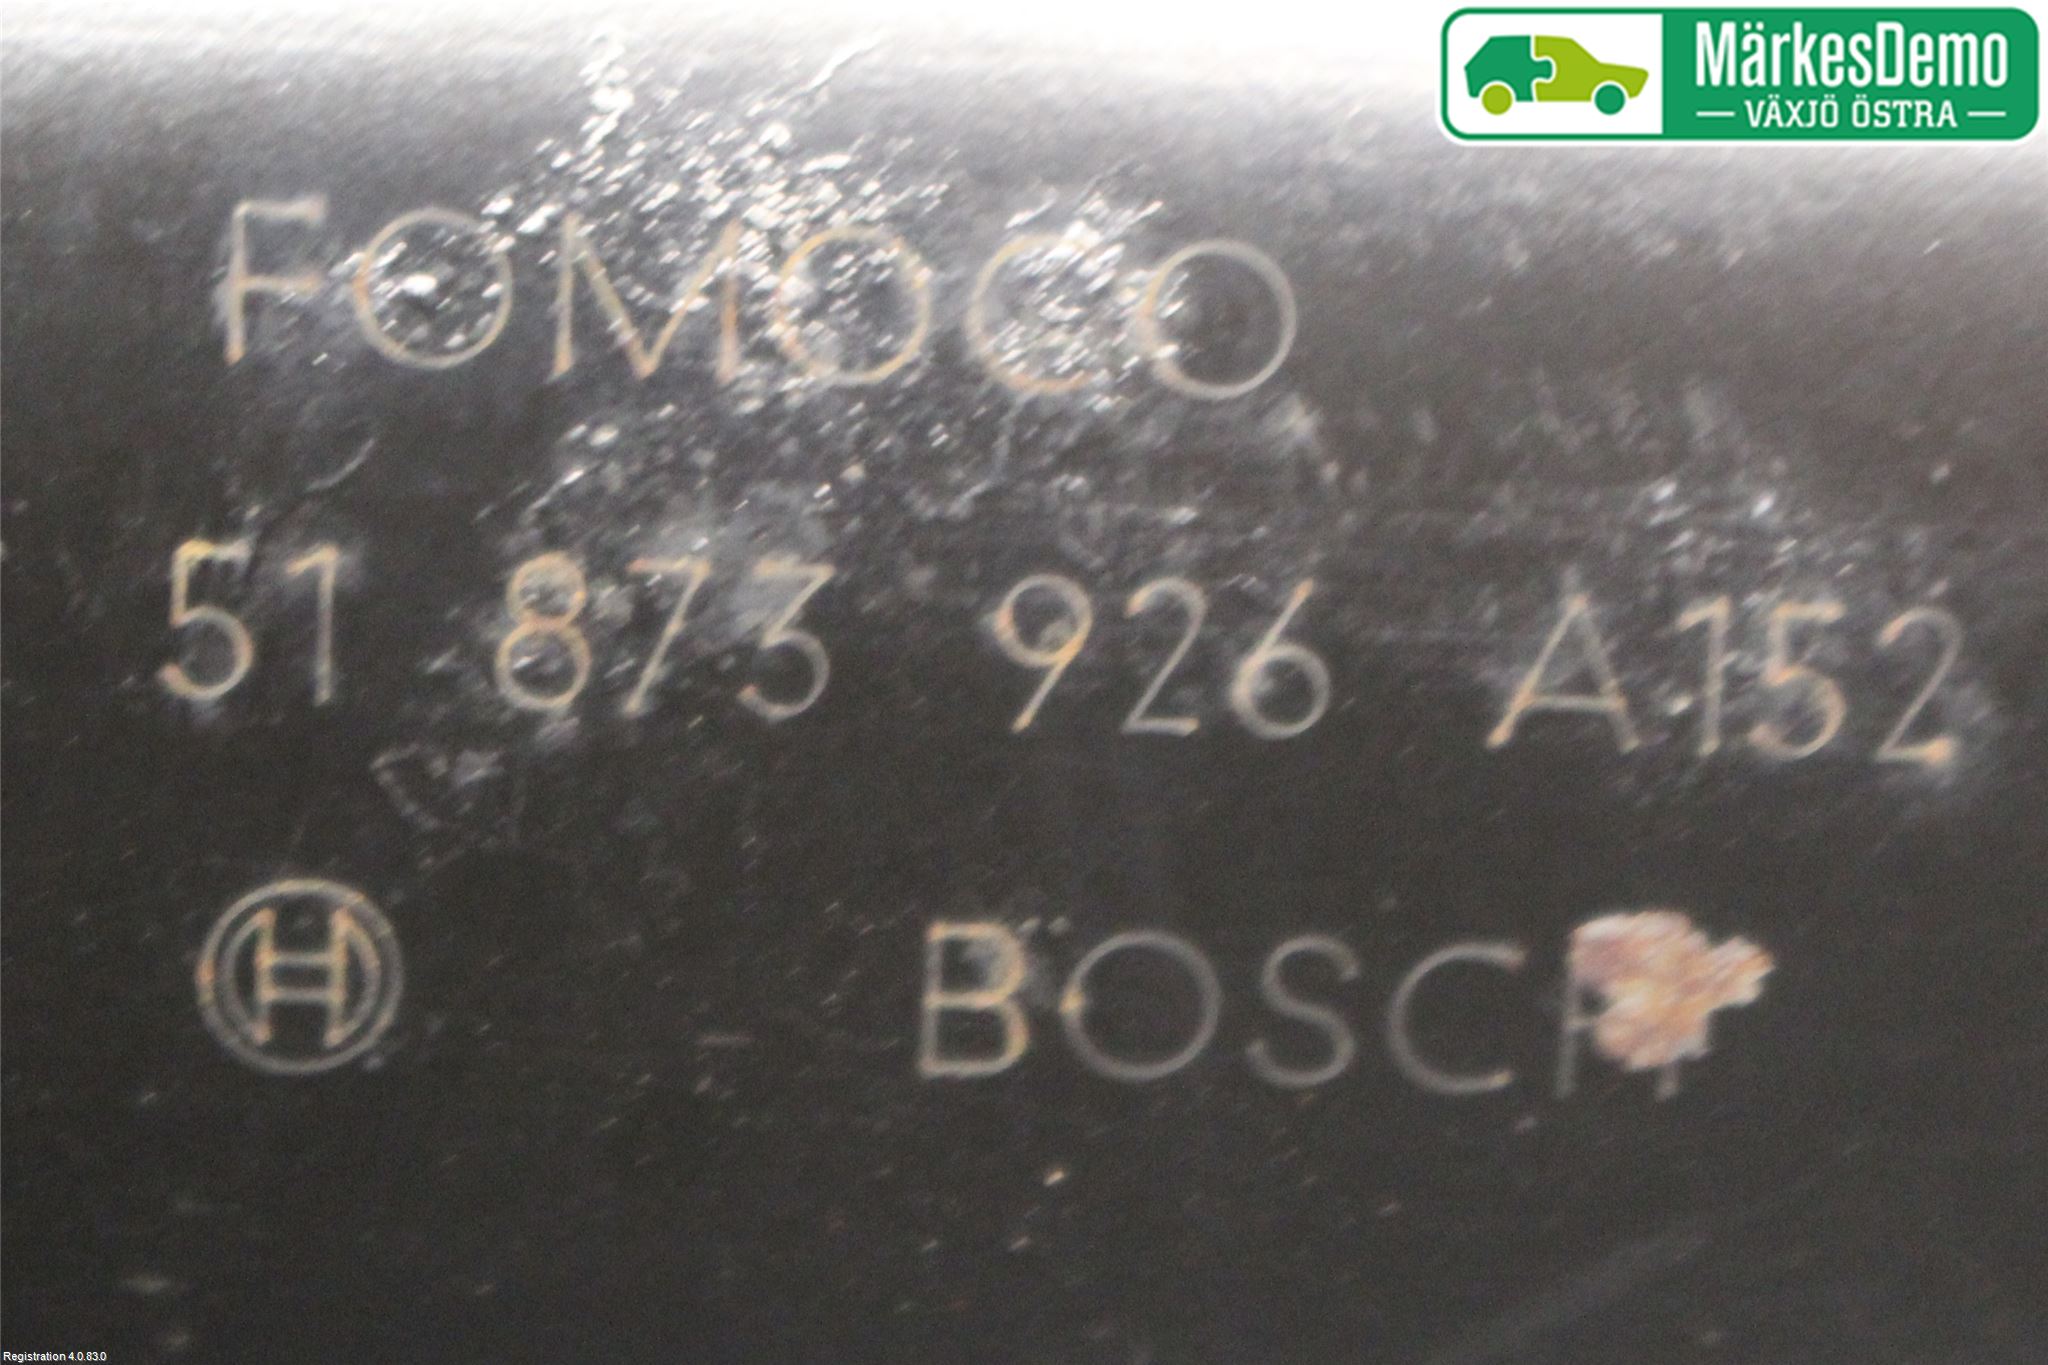 MärkesDemo
VÄXJÖ ÖSTRA
FOMOCO
51 873 926 A152
BOSCH
Registration 4.0.83.0